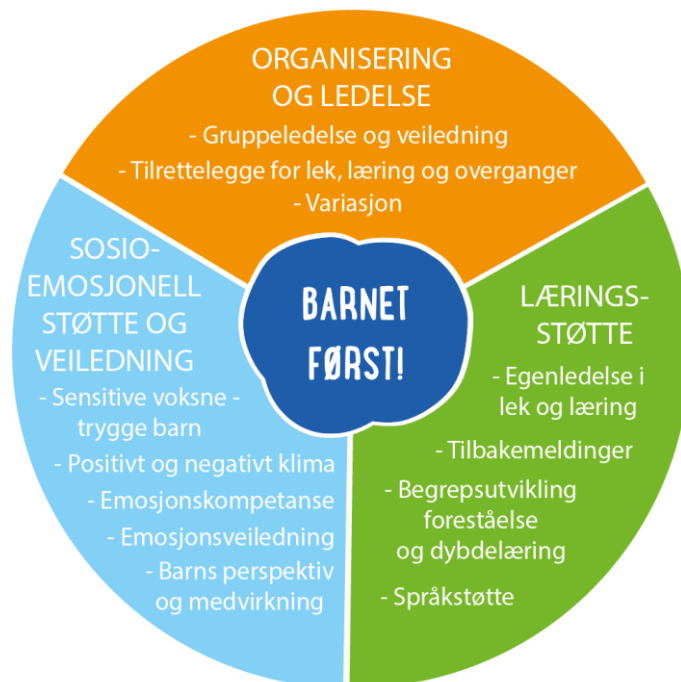 ORGANISERING
OG LEDELSE
- Gruppeledelse og veiledning
- Tilrettelegge for lek, læring og overganger
- Variasjon
SOSIO-
EMOSJONELL
STØTTE OG
VEILEDNING
- Sensitive voksne -
trygge barn
- Positivt og negativt klima
- Emosjonskompetanse
- Emosjonsveiledning
- Barns perspektiv
og medvirkning
BARNET
FØRST!
LÆRINGS-
STØTTE
- Egenledelse i
lek og læring
- Tilbakemeldinger
- Begrepsutvikling
foreståelse
og dybdelæring
- Språkstøtte